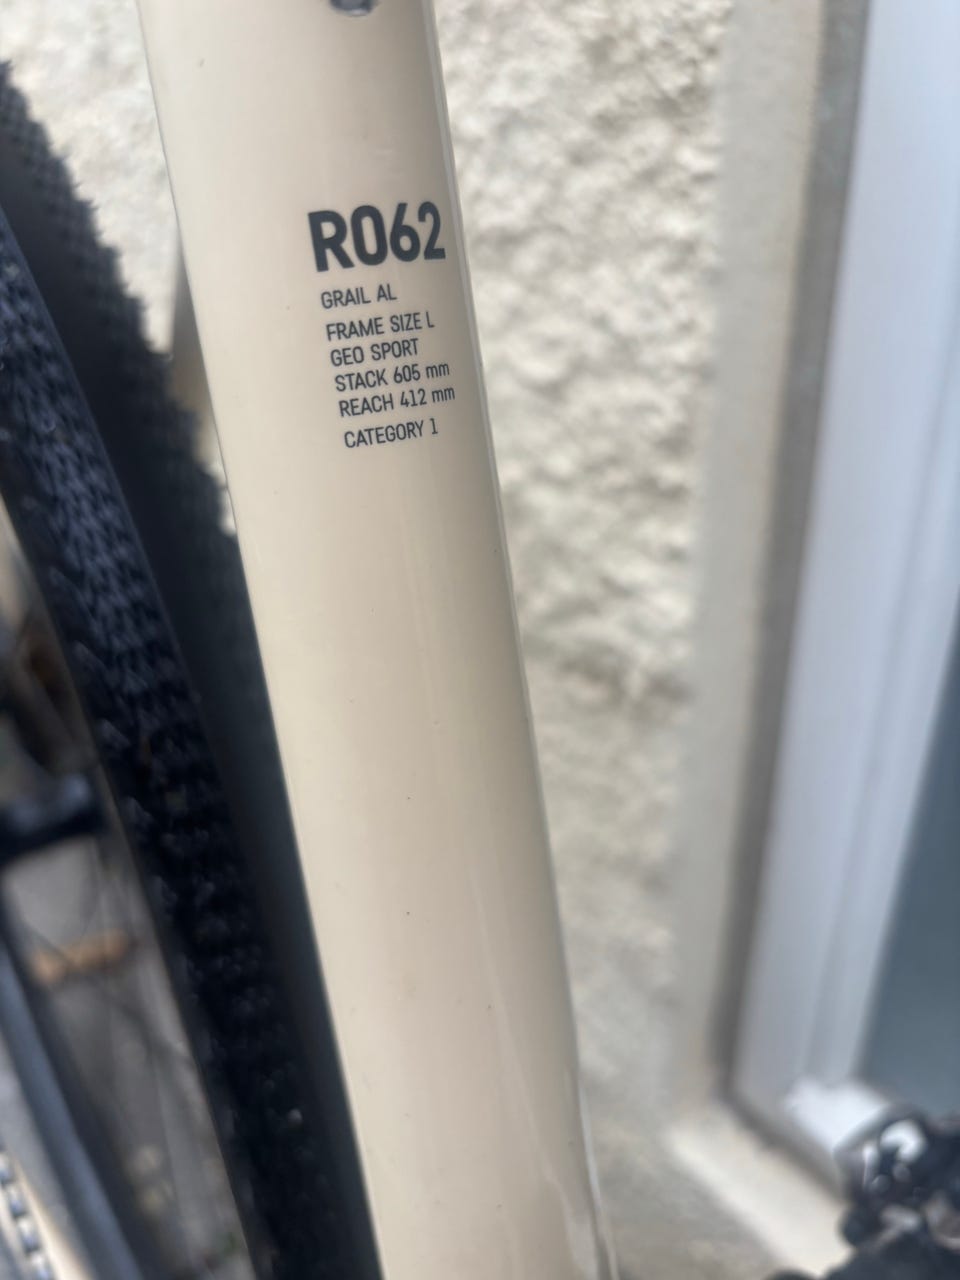 R062
GRAIL AL
FRAME SIZE L
GEO SPORT
STACK 605 mm
REACH 412 mm
CATEGORY 1